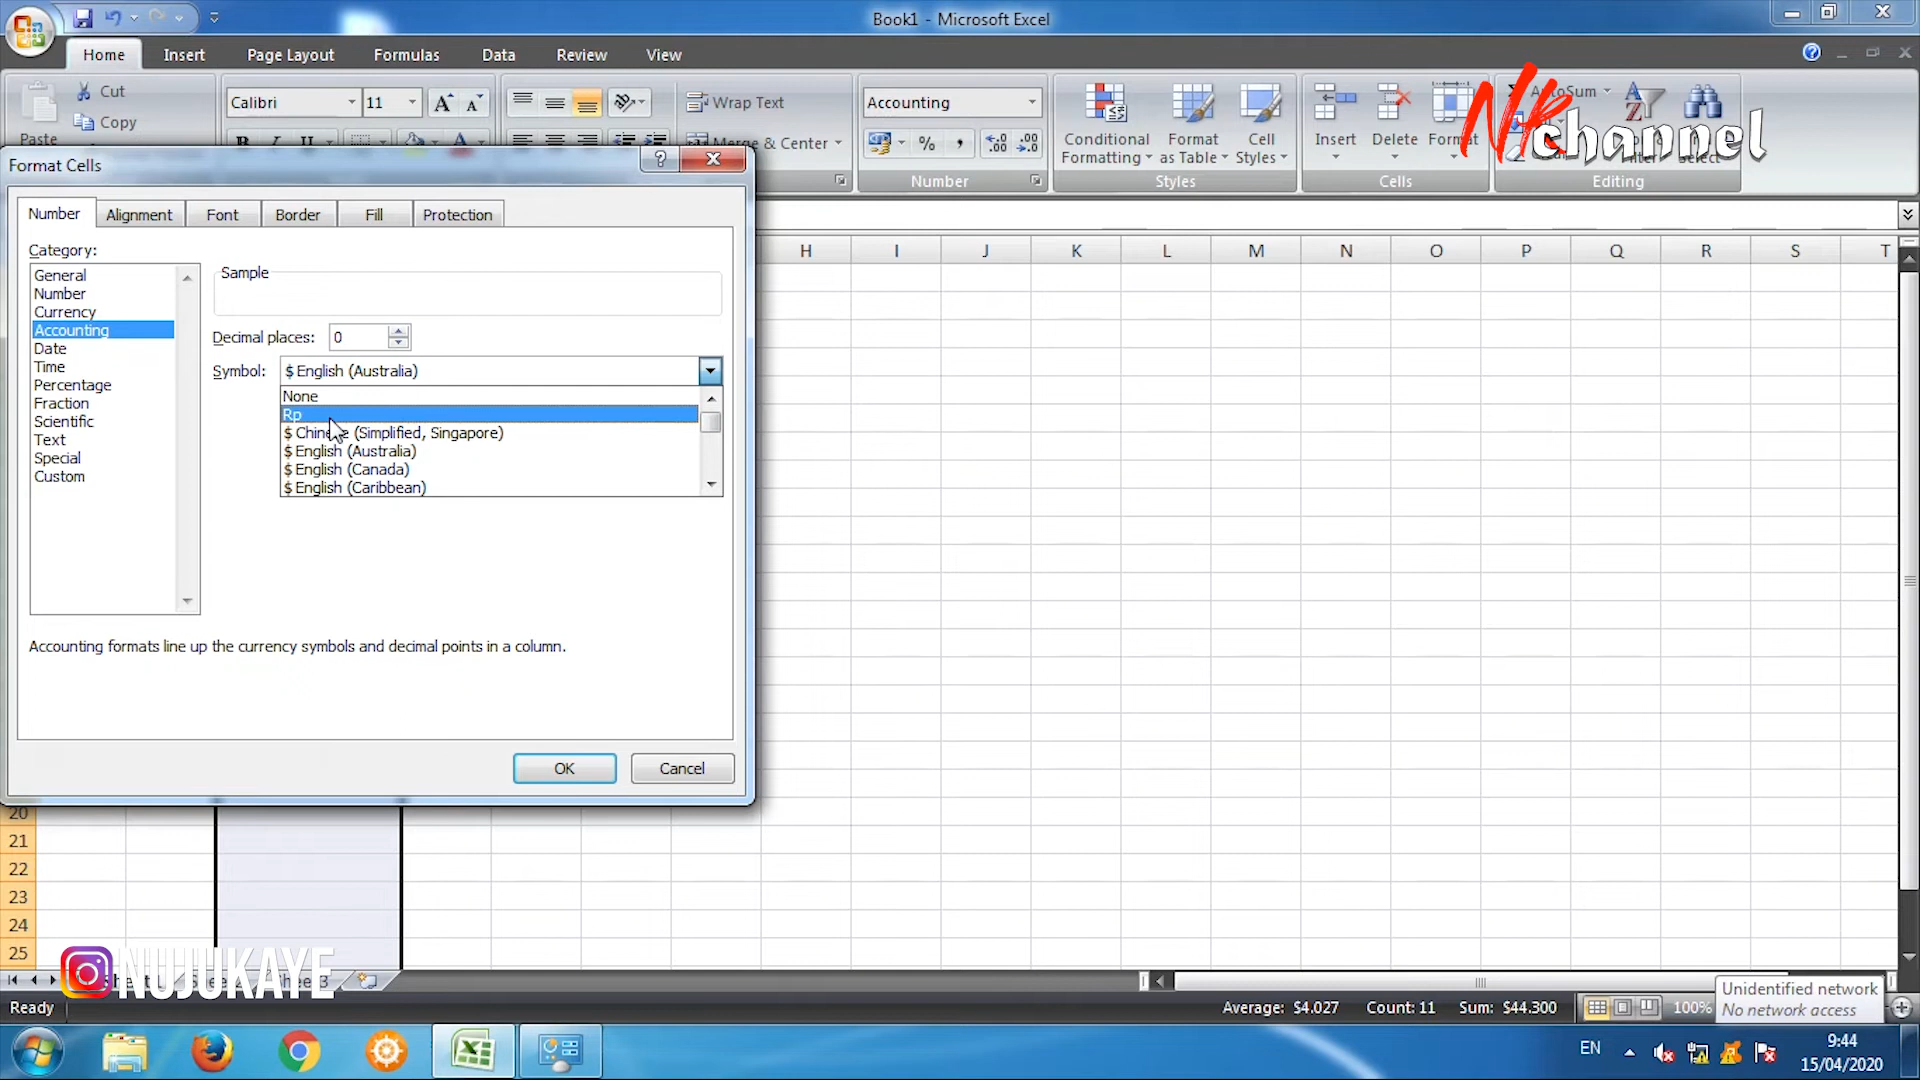 Book1 - Microsoft Excel
Home Insert Page Layout Formulas Data Review View
Cut
Copy
Paste
Calibri 11
Wrap Text
Merge & Center
Accounting
%
Conditional Formatting
Format as Table
Cell Styles
Insert
Delete
Format
AutoSum
NKchannel
Number
Styles
Cells
Editing
Format Cells
Number Alignment Font Border Fill Protection
Category:
General
Number
Currency
Accounting
Date
Time
Percentage
Fraction
Scientific
Text
Special
Custom
Sample
Decimal places: 0
Symbol: $ English (Australia)
None
Rp
$ Chinese (Simplified, Singapore)
$ English (Australia)
$ English (Canada)
$ English (Caribbean)
Accounting formats line up the currency symbols and decimal points in a column.
OK Cancel
H I J K L M N O P Q R S T
20
21
22
23
24
25
NUJUKAYE
Ready
Average: $4.027 Count: 11 Sum: $44.300
100%
Unidentified network
No network access
EN
9:44
15/04/2020